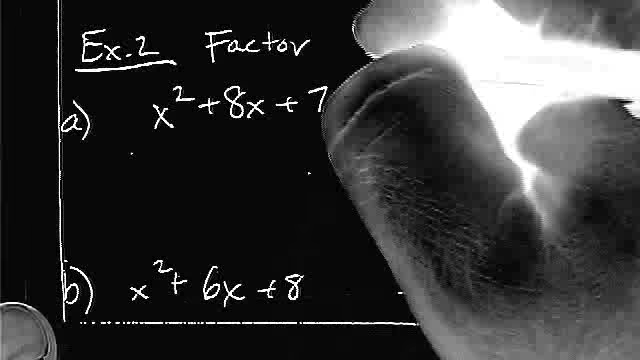 Ex.2 Factor
a) x² + 8x + 7
b) x² + 6x + 8